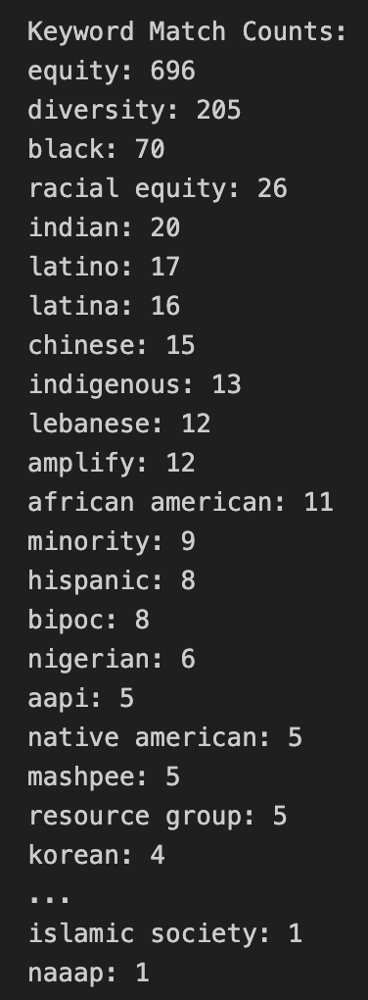 Keyword Match Counts:
equity: 696
diversity: 205
black: 70
racial equity: 26
indian: 20
latino: 17
latina: 16
chinese: 15
indigenous: 13
lebanese: 12
amplify: 12
african american: 11
minority: 9
hispanic: 8
bipoc: 8
nigerian: 6
aapi: 5
native american: 5
mashpee: 5
resource group: 5
korean: 4
...
islamic society: 1
naaap: 1